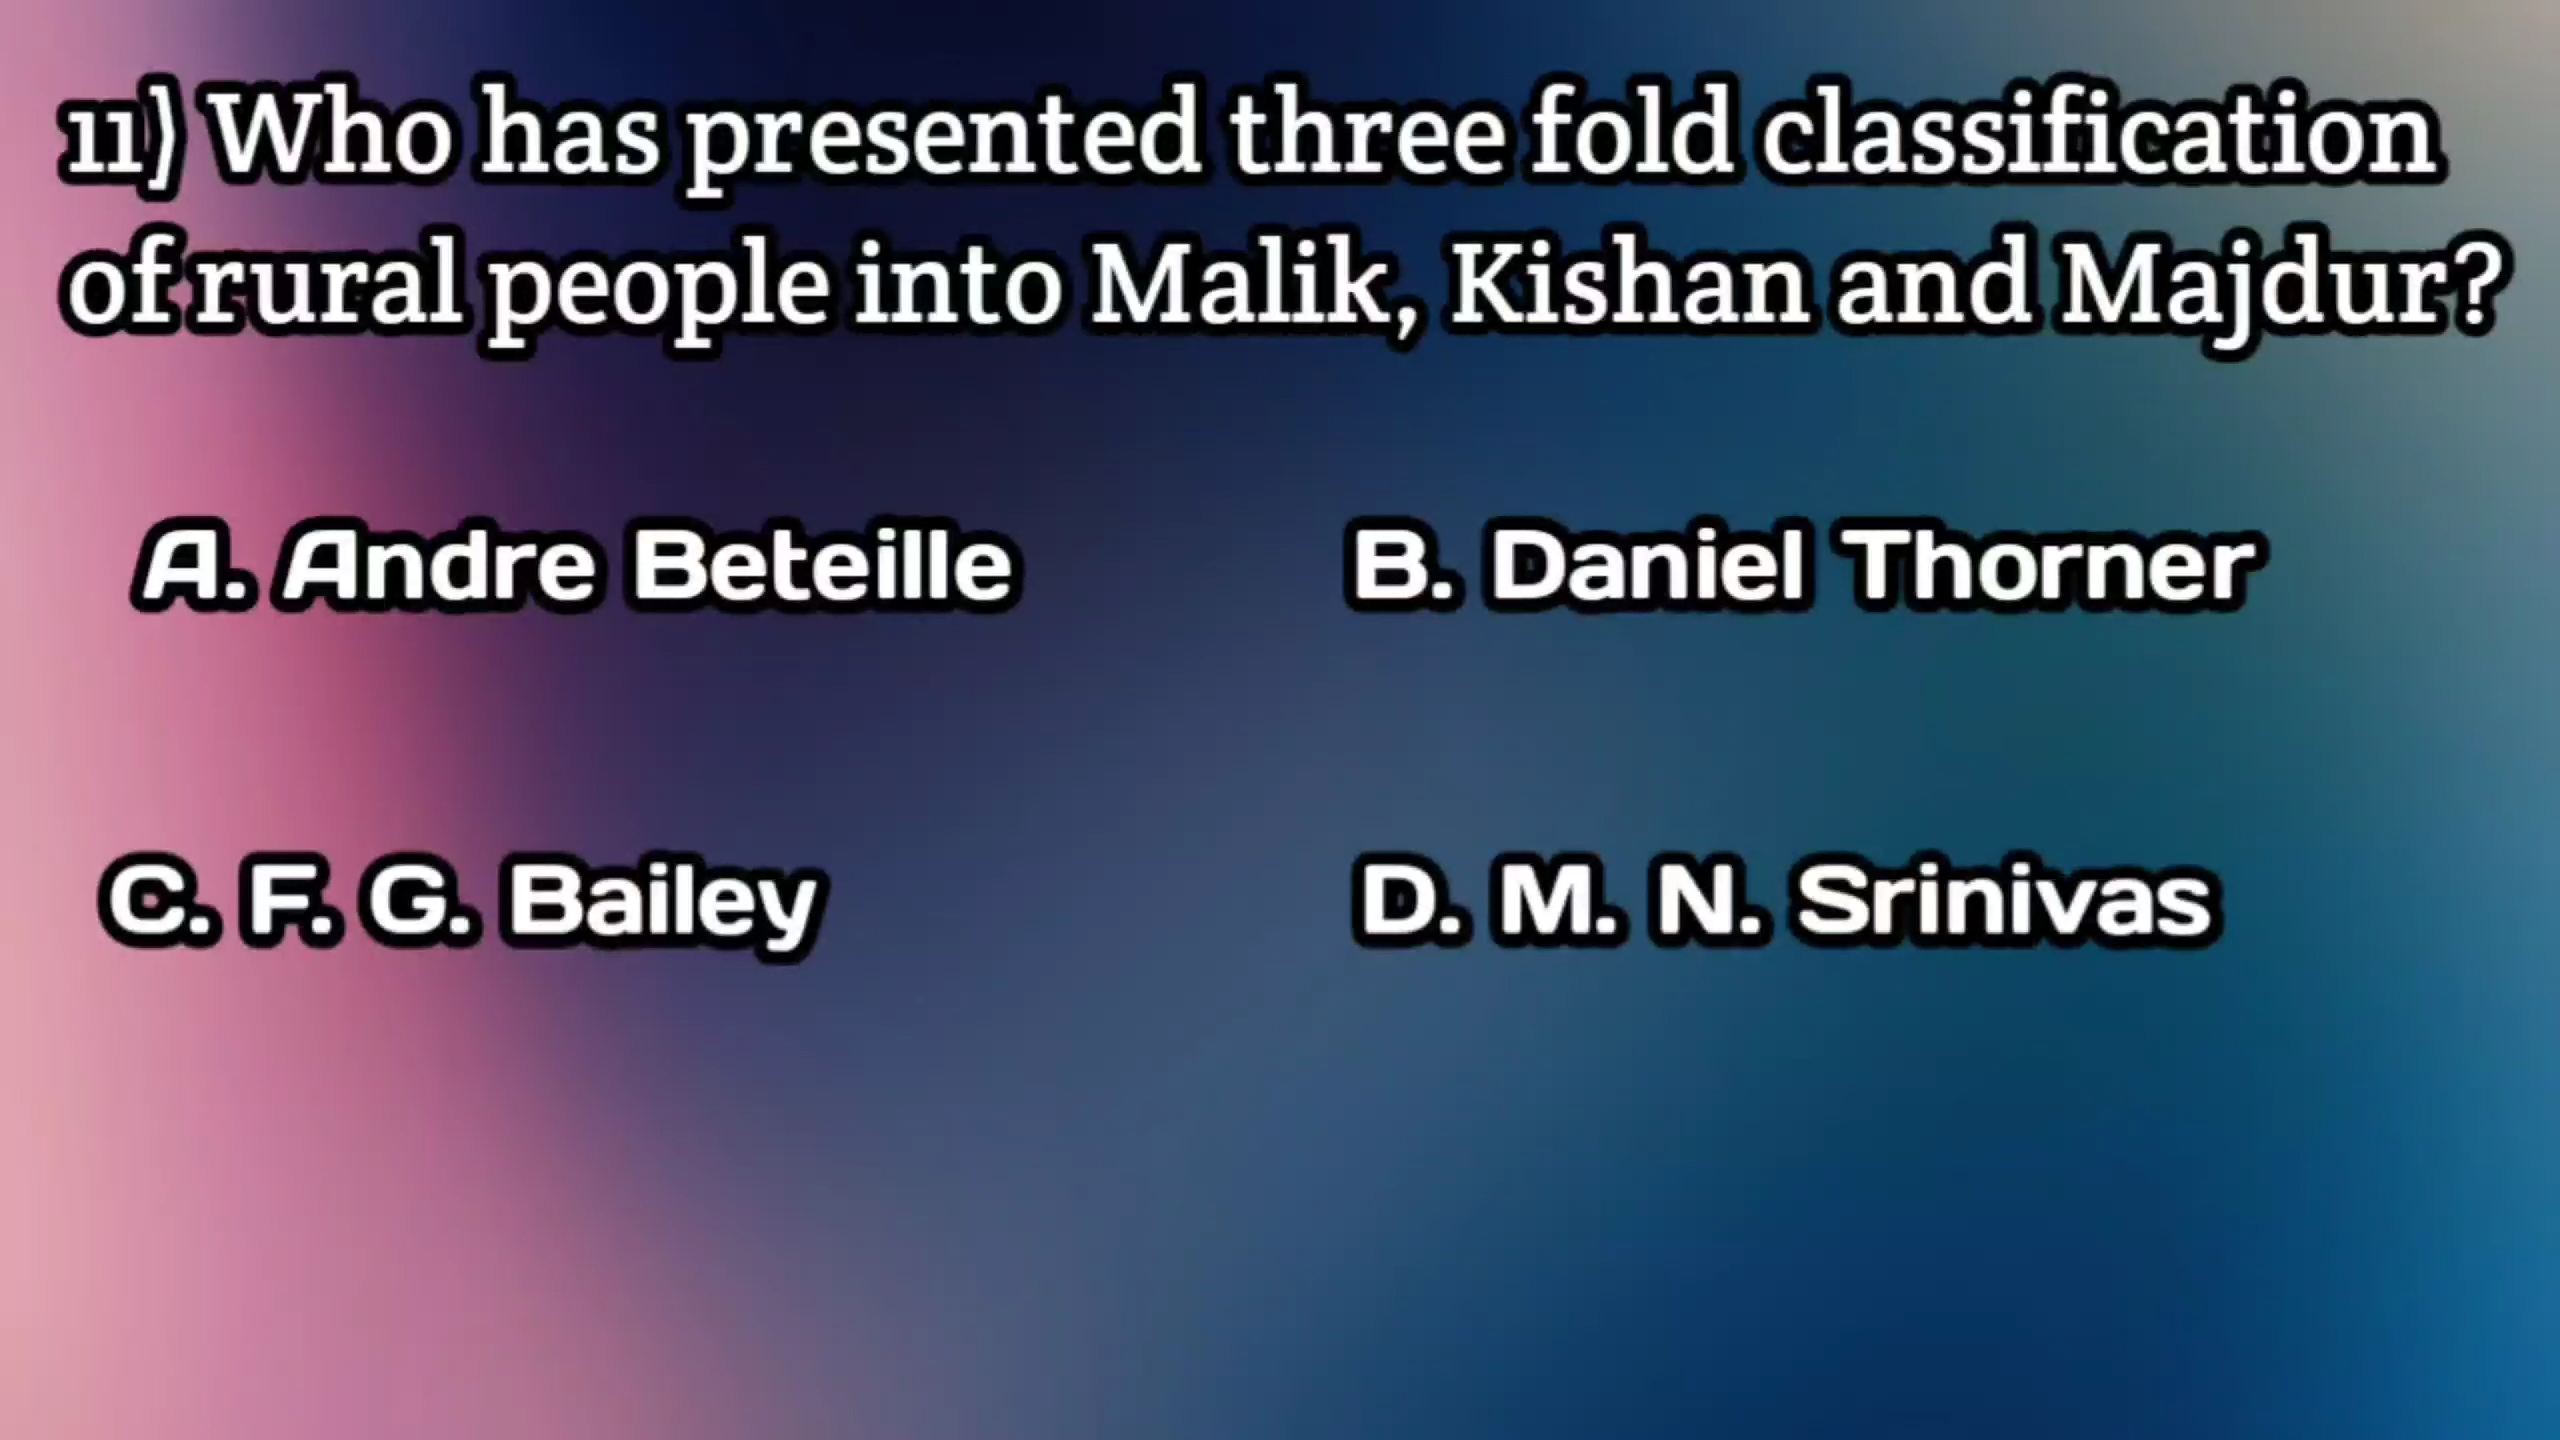 11) Who has presented three fold classification
of rural people into Malik, Kishan and Majdur?
A. Andre Beteille
B. Daniel Thorner
C. F. G. Bailey
D. M. N. Srinivas